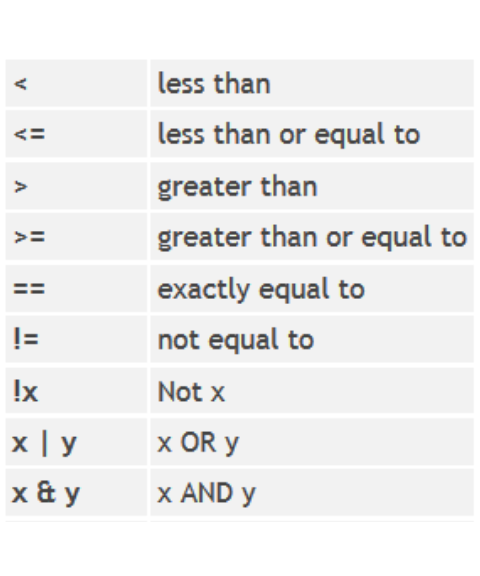 < less than
<= less than or equal to
> greater than
>= greater than or equal to
== exactly equal to
!= not equal to
!x Not x
x | y x OR y
x & y x AND y